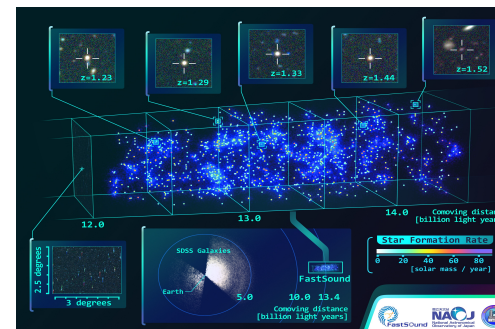 z=1.23
z=1.29
z=1.33
z=1.44
z=1.52
12.0
13.0
14.0
Comoving distance
[billion light years]
2.5 degrees
3 degrees
SDSS Galaxies
Earth
FastSound
5.0
10.0
13.4
Comoving distance
[billion light years]
Star Formation Rate
0 20 40 60 80
[solar mass / year]
FastSound
NAOJ
National Astronomical
Observatory of Japan